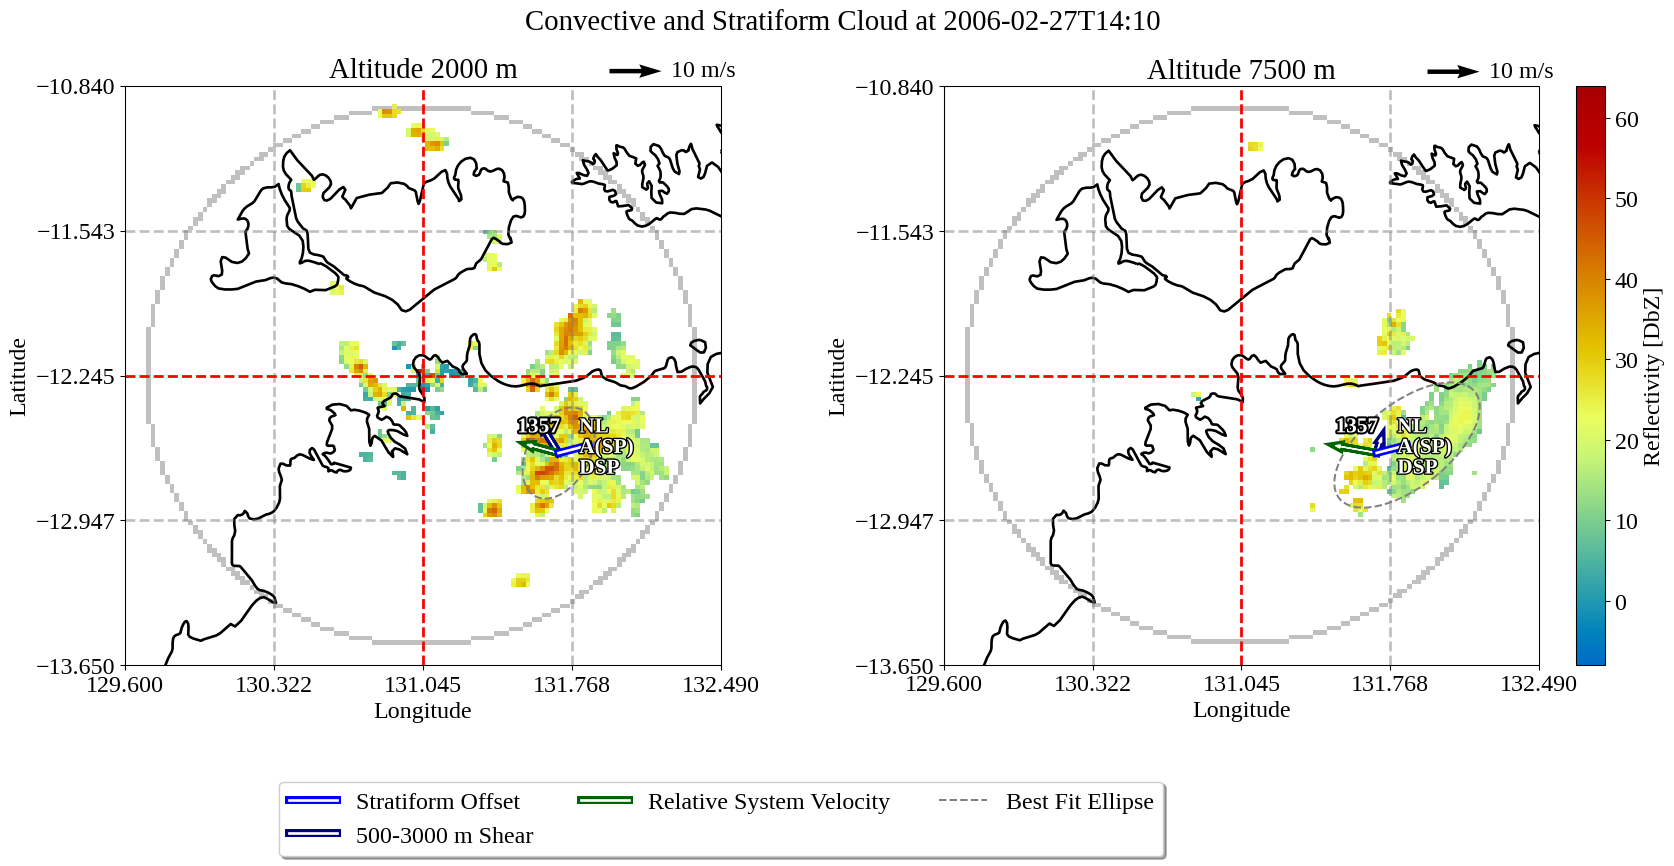 Convective and Stratiform Cloud at 2006-02-27T14:10
Altitude 2000 m
10 m/s
Altitude 7500 m
10 m/s
−10.840
−11.543
−12.245
−12.947
−13.650
129.600
130.322
131.045
131.768
132.490
Latitude
Longitude
1357
NL
A(SP)
DSP
−10.840
−11.543
−12.245
−12.947
−13.650
129.600
130.322
131.045
131.768
132.490
Latitude
Longitude
1357
NL
A(SP)
DSP
60
50
40
30
20
10
0
Reflectivity [DbZ]
Stratiform Offset
Relative System Velocity
Best Fit Ellipse
500-3000 m Shear